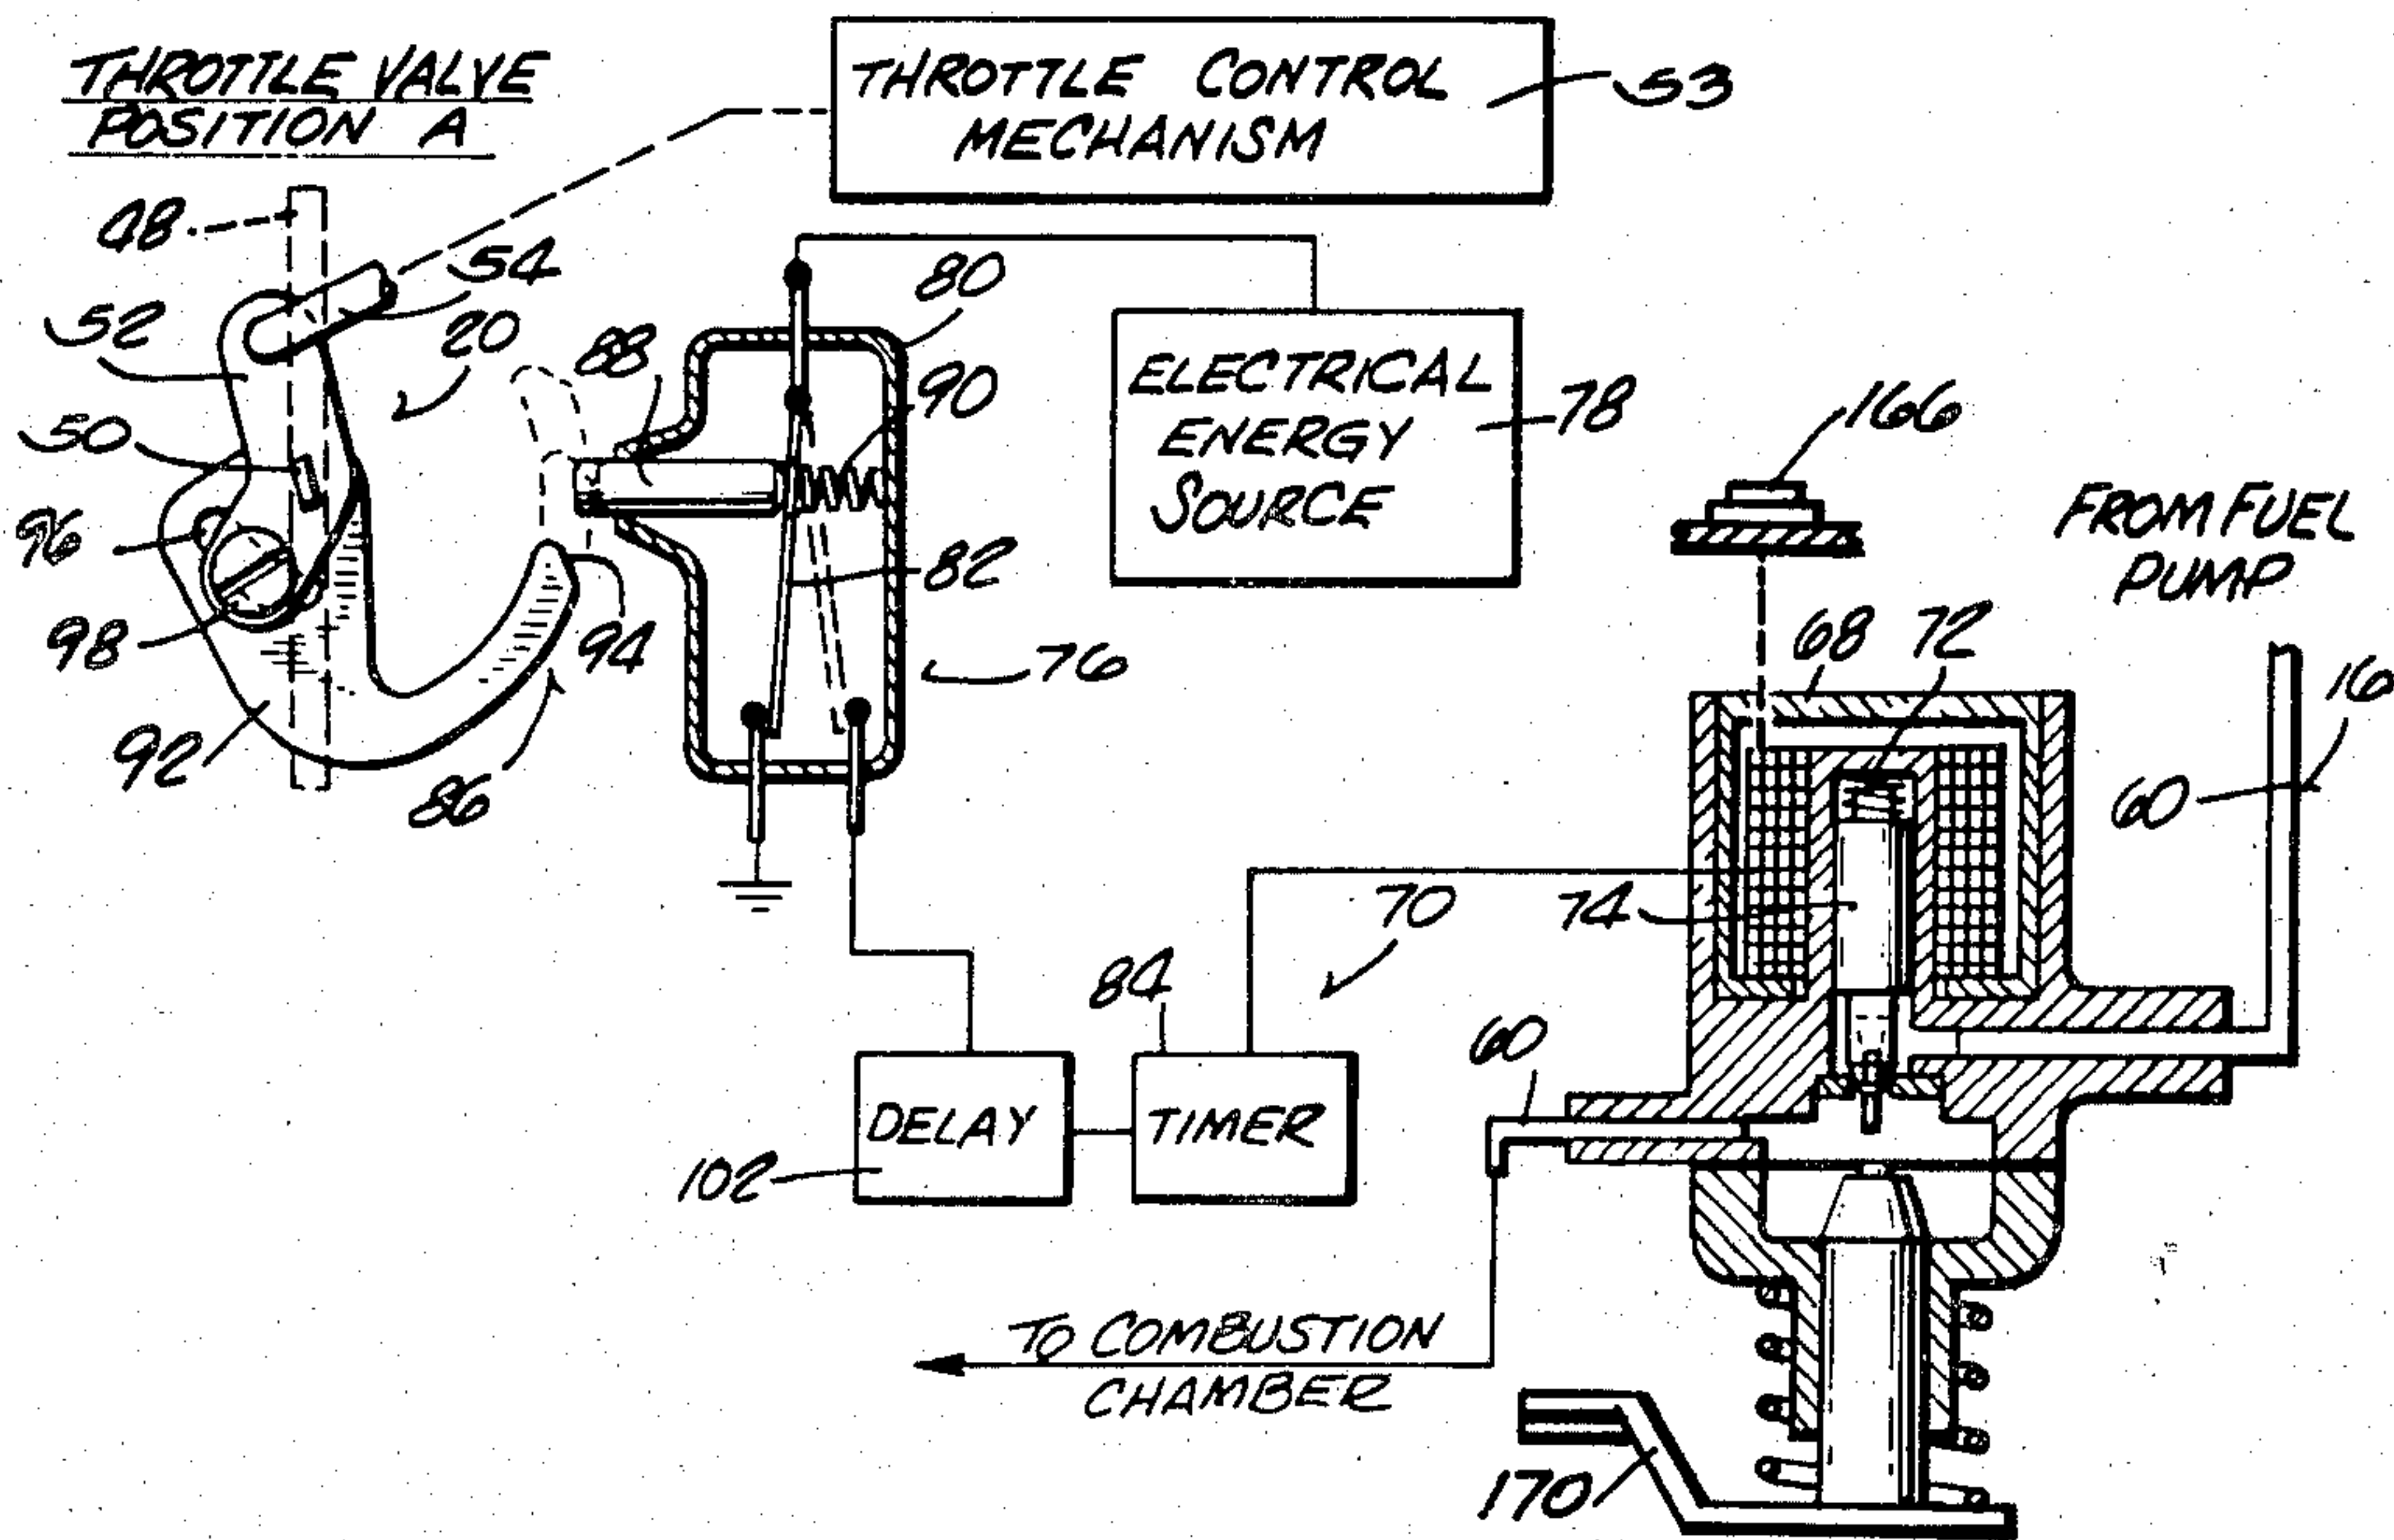 THROTTLE VALVE
POSITION A
THROTTLE CONTROL
MECHANISM
53
48
54
80
52
20
88
90
ELECTRICAL
ENERGY
SOURCE
78
166
50
FROM FUEL
PUMP
96
82
98
94
76
68
72
16
92
86
60
70
74
84
60
DELAY
TIMER
102
TO COMBUSTION
CHAMBER
170